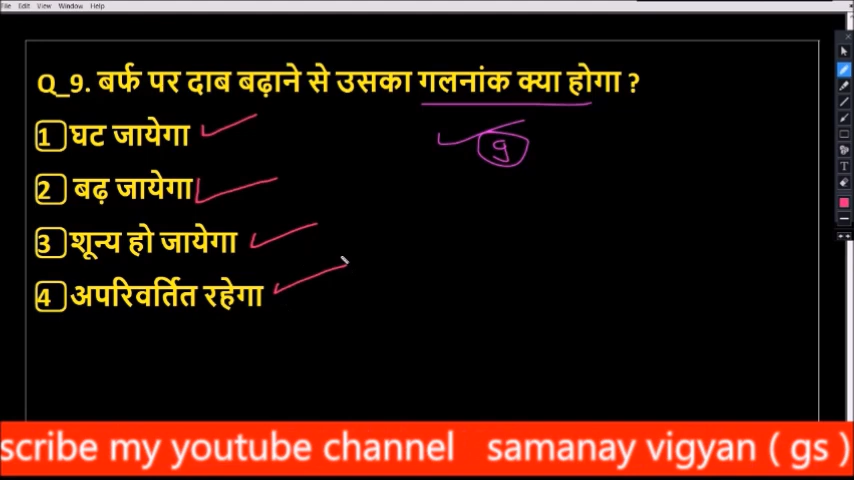 File Edit View Window Help
Q_9. बर्फ पर दाब बढ़ाने से उसका गलनांक क्या होगा ?
1 घट जायेगा
9
2 बढ़ जायेगा
3 शून्य हो जायेगा
4 अपरिवर्तित रहेगा
scribe my youtube channel samanay vigyan ( gs )